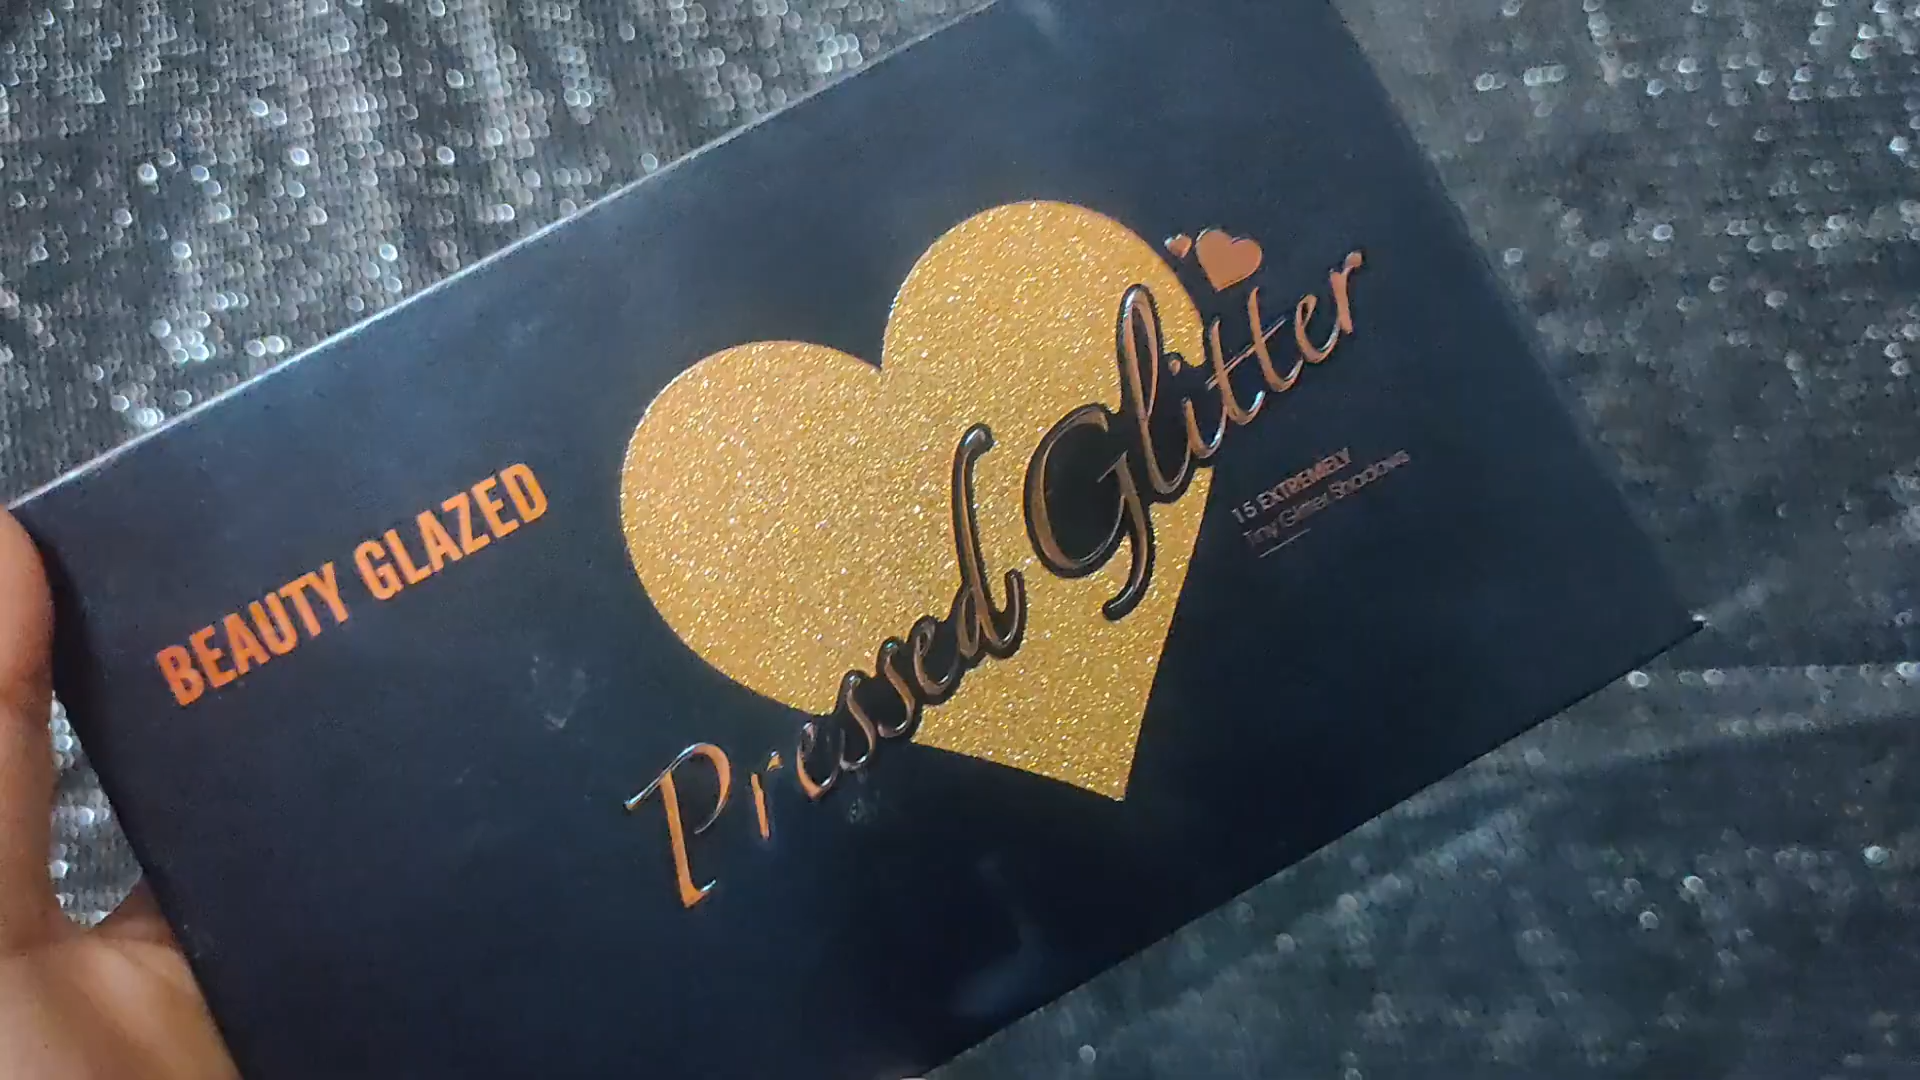 BEAUTY GLAZED
Pressed Glitter
15 EXTREMELY
Tiny Glitter Shadows